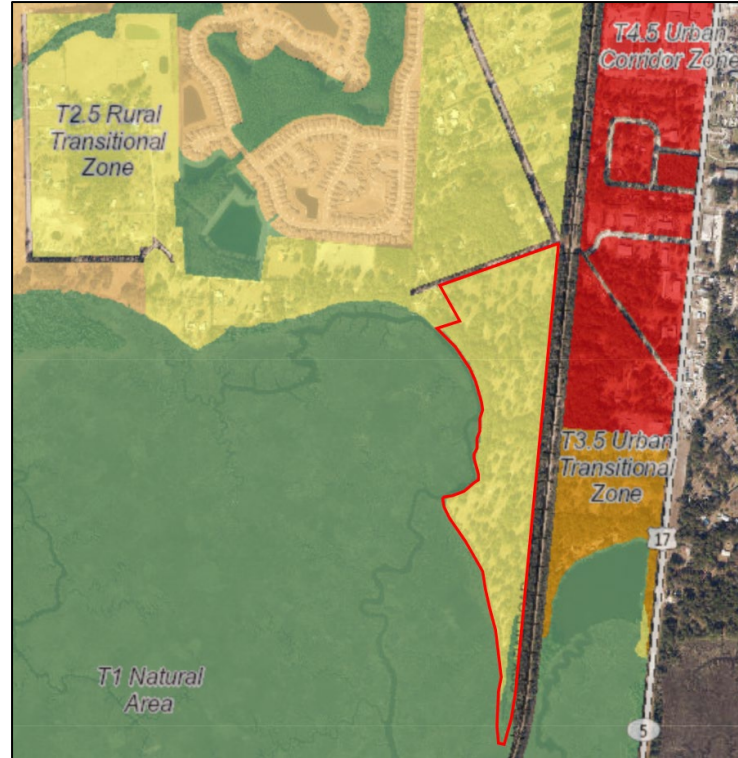 T4.5 Urban
Corridor Zone
T2.5 Rural
Transitional
Zone
T3.5 Urban
Transitional
Zone
17
T1 Natural
Area
5